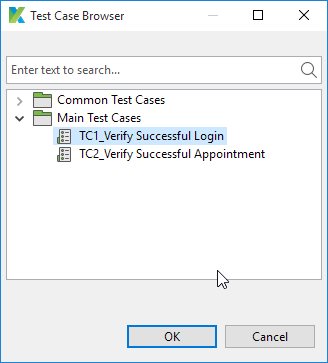 Test Case Browser
Enter text to search...
Common Test Cases
Main Test Cases
TC1_Verify Successful Login
TC2_Verify Successful Appointment
OK Cancel